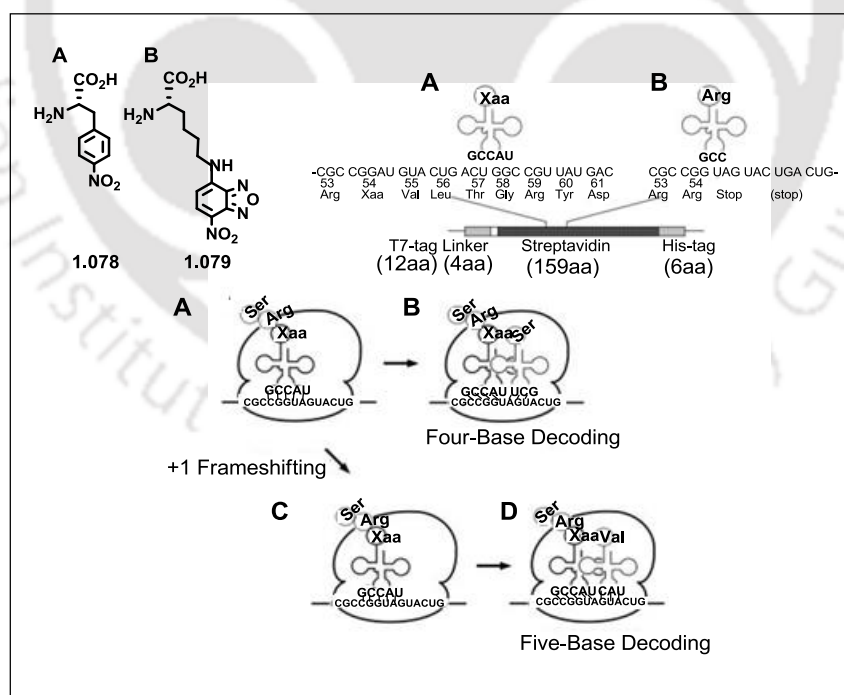 A
B
CO₂H
H₂N
NO₂
1.078
CO₂H
H₂N
NH
N
O
N
NO₂
1.079
A
Xaa
GCCAU
B
Arg
GCC
-CGC CGGAU GUA CUG ACU GGC CGU UAU GAC
53 54 55 56 57 58 59 60 61
Arg Xaa Val Leu Thr Gly Arg Tyr Asp
CGC CGG UAG UAC UGA CUG-
53 54
Arg Arg Stop (stop)
T7-tag Linker Streptavidin His-tag
(12aa) (4aa) (159aa) (6aa)
A
Ser
Arg
Xaa
GCCAU
CGCCGGUAGUACUG
B
Ser
Arg
Xaa Ser
GCCAU UCG
CGCCGGUAGUACUG
Four-Base Decoding
+1 Frameshifting
C
Ser
Arg
Xaa
GCCAU
CGCCGGUAGUACUG
D
Ser
Arg
XaaVal
GCCAU CAU
CGCCGGUAGUACUG
Five-Base Decoding